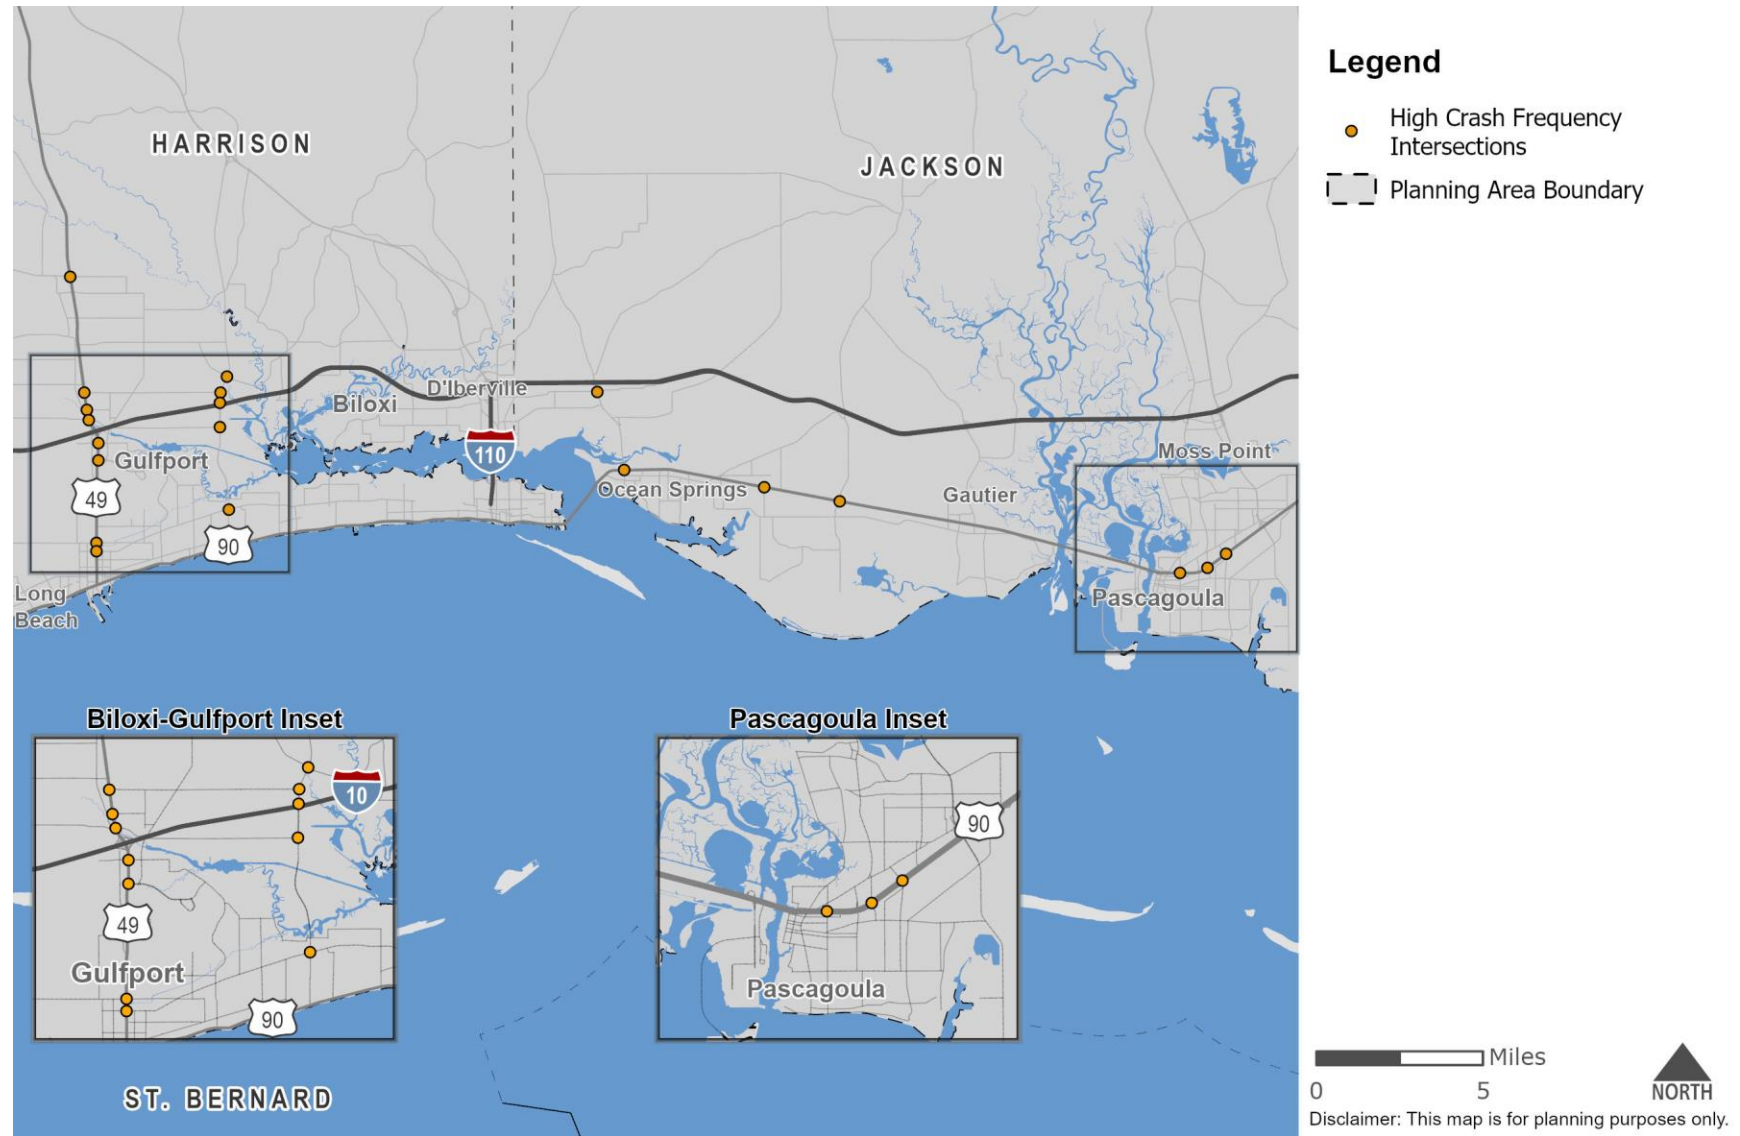 HARRISON
JACKSON
D'Iberville
Biloxi
110
Gulfport
49
90
Long
Beach
Ocean Springs
Gautier
Moss Point
Pascagoula
Biloxi-Gulfport Inset
10
49
Gulfport
90
Pascagoula Inset
90
Pascagoula
ST. BERNARD
Legend
High Crash Frequency
Intersections
Planning Area Boundary
Miles
0 5
NORTH
Disclaimer: This map is for planning purposes only.